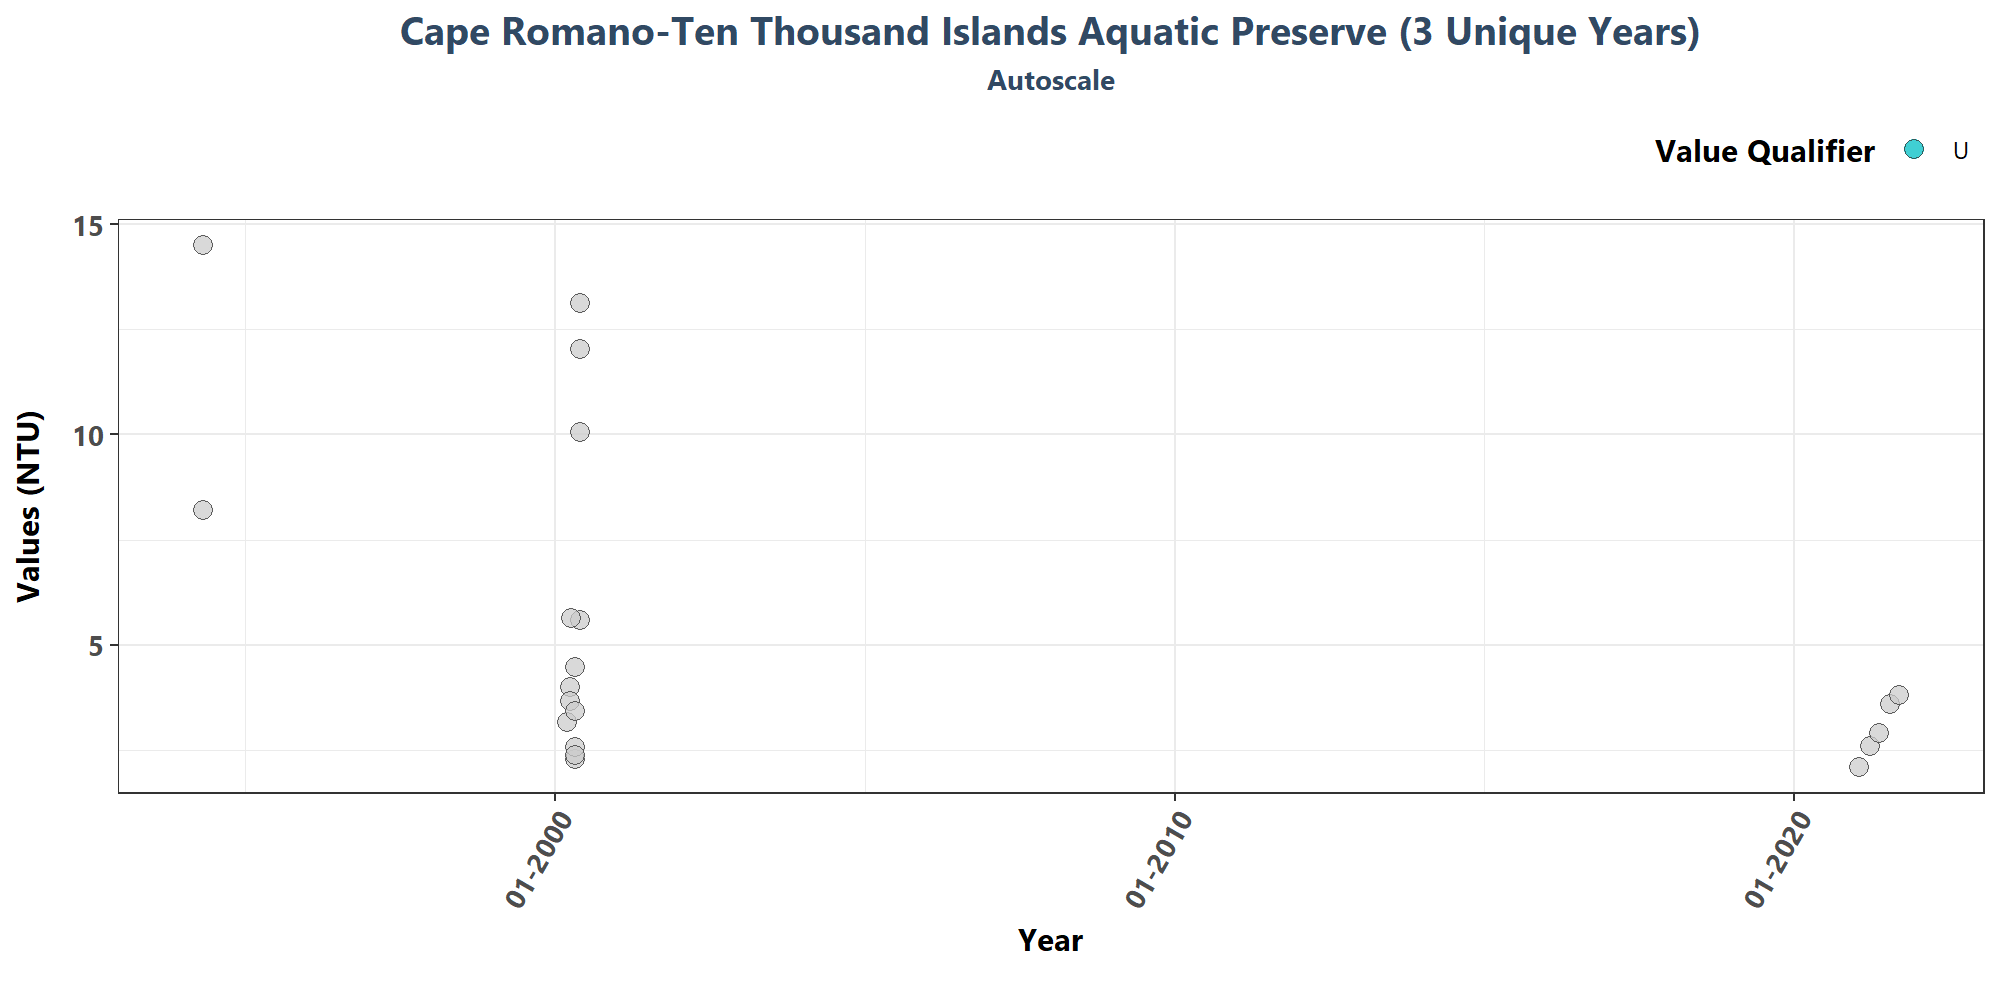 Cape Romano-Ten Thousand Islands Aquatic Preserve (3 Unique Years)
Autoscale
Value Qualifier U
15
10
5
Values (NTU)
01-2000
01-2010
01-2020
Year